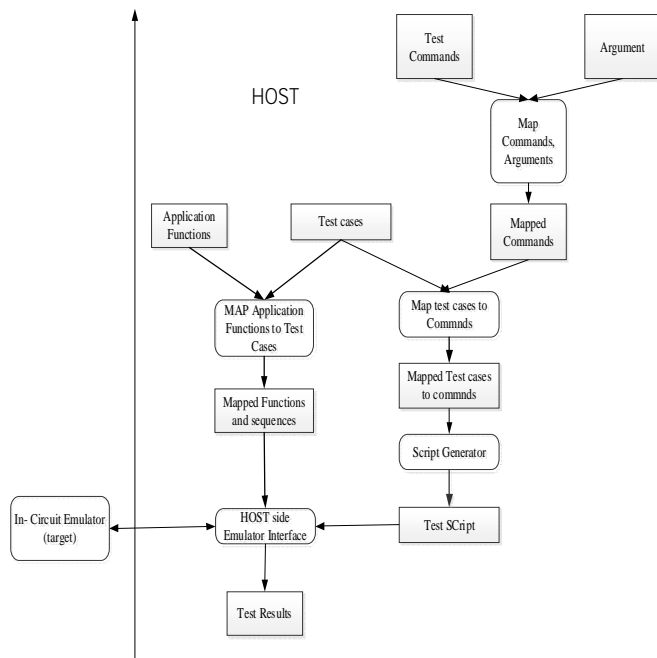 Test
Commands
Argument
HOST
Map
Commands,
Arguments
Application
Functions
Test cases
Mapped
Commands
MAP Application
Functions to Test
Cases
Map test cases to
Commnds
Mapped Functions
and sequences
Mapped Test cases
to commnds
Script Generator
In- Circuit Emulator
(target)
HOST side
Emulator Interface
Test SCript
Test Results